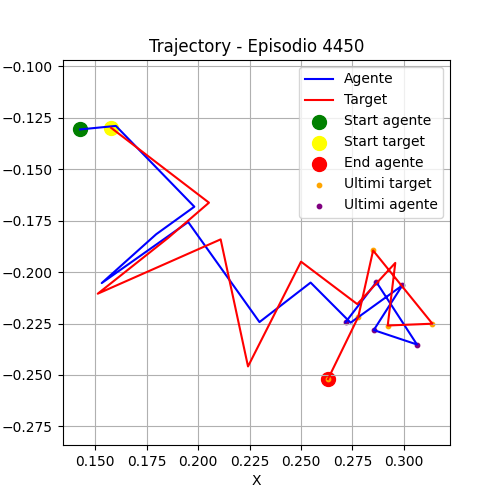 Trajectory - Episodio 4450
Agente
Target
Start agente
Start target
End agente
Ultimi target
Ultimi agente
−0.100
−0.125
−0.150
−0.175
−0.200
−0.225
−0.250
−0.275
0.150 0.175 0.200 0.225 0.250 0.275 0.300
X